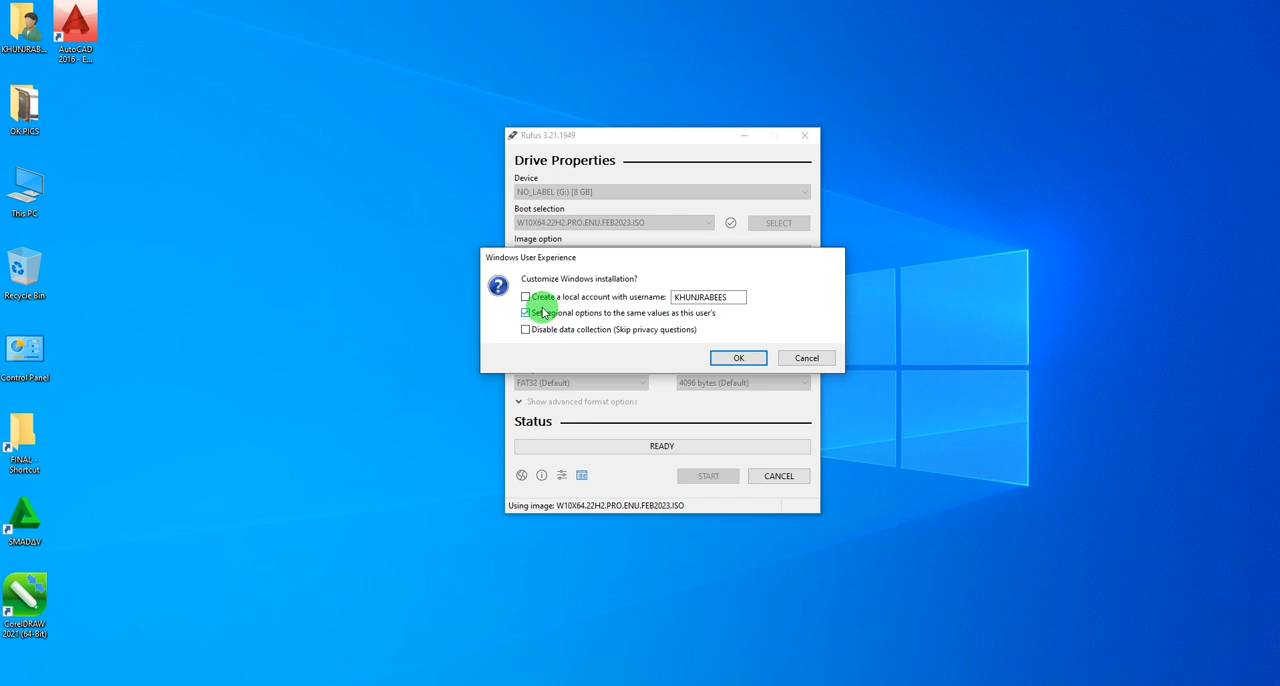 KHUNJRAB...
AutoCAD
2016 - E...
OK PICS
This PC
Recycle Bin
Control Panel
FINAL -
Shortcut
SMADAV
CorelDRAW
2021 (64-Bit)
Rufus 3.21.1949
Drive Properties
Device
NO_LABEL (G:) [8 GB]
Boot selection
W10X64.22H2.PRO.ENU.FEB2023.ISO
SELECT
Image option
Windows User Experience
Customize Windows installation?
Create a local account with username: KHUNJRABEES
Set regional options to the same values as this user's
Disable data collection (Skip privacy questions)
OK Cancel
FAT32 (Default) 4096 bytes (Default)
Show advanced format options
Status
READY
START CANCEL
Using image: W10X64.22H2.PRO.ENU.FEB2023.ISO